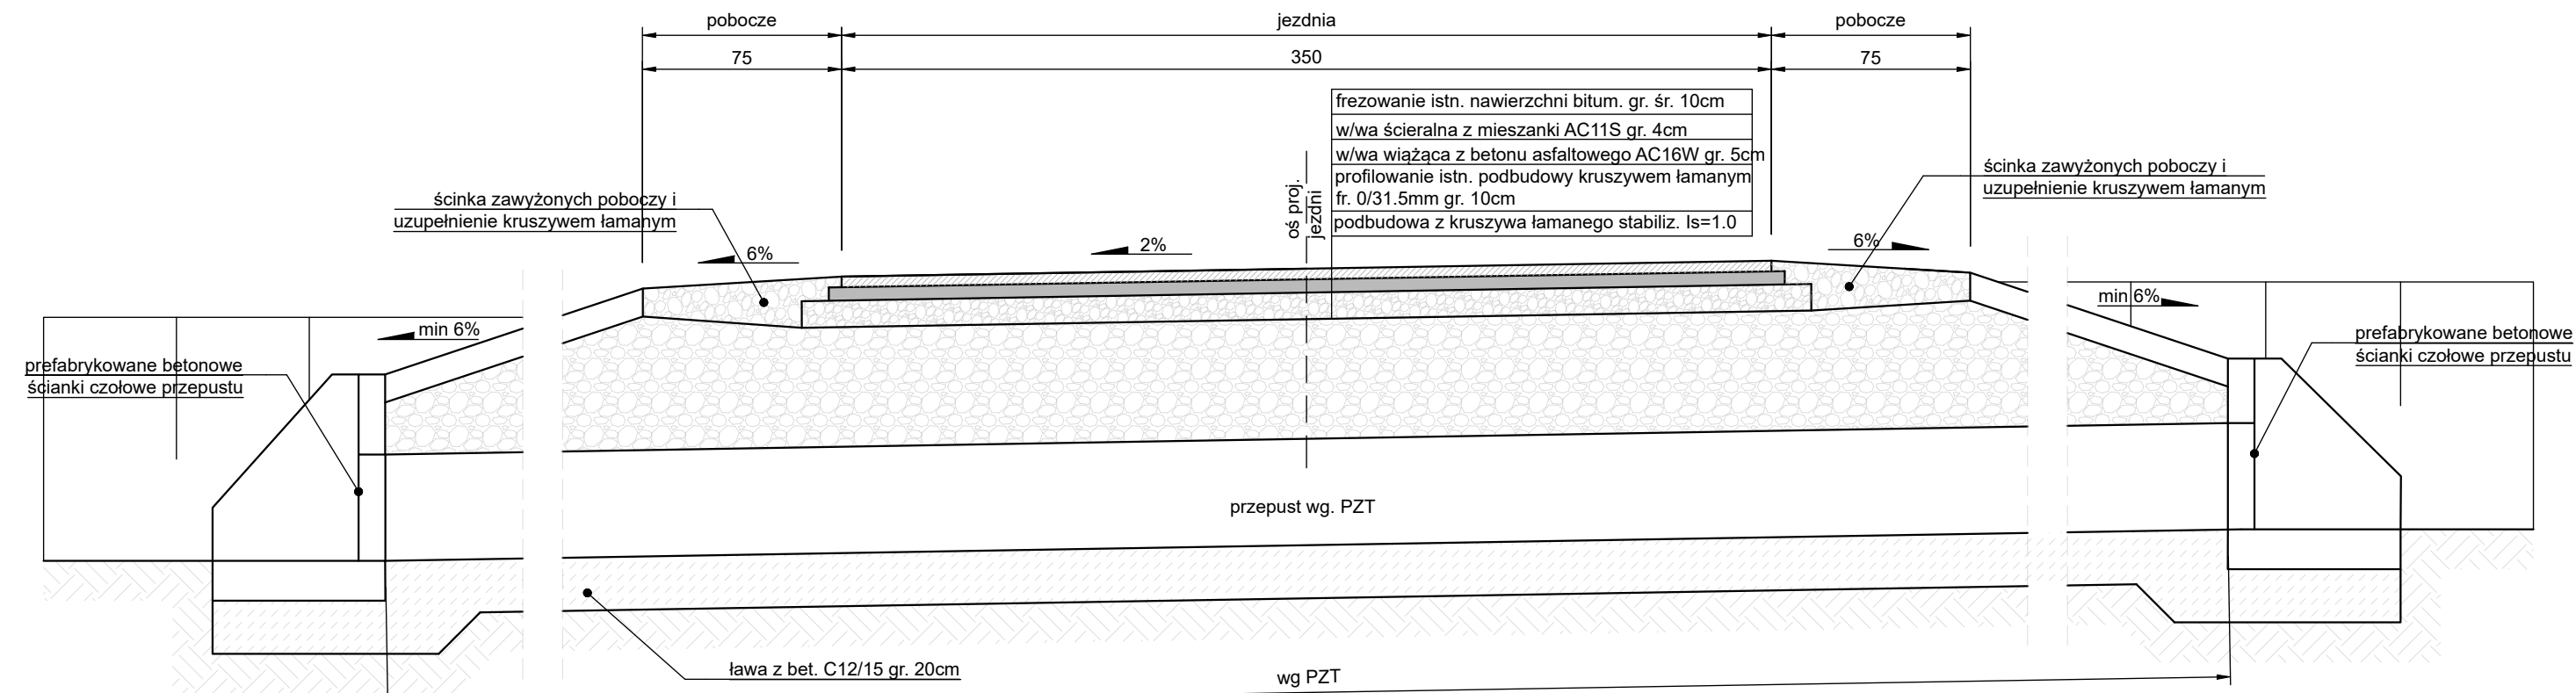 pobocze
jezdnia
pobocze
75
350
75
frezowanie istn. nawierzchni bitum. gr. śr. 10cm
w/wa ścieralna z mieszanki AC11S gr. 4cm
w/wa wiążąca z betonu asfaltowego AC16W gr. 5cm
profilowanie istn. podbudowy kruszywem łamanym
fr. 0/31.5mm gr. 10cm
podbudowa z kruszywa łamanego stabiliz. Is=1.0
ścinka zawyżonych poboczy i
uzupełnienie kruszywem łamanym
ścinka zawyżonych poboczy i
uzupełnienie kruszywem łamanym
oś proj.
jezdni
6%
2%
6%
min 6%
min 6%
prefabrykowane betonowe
ścianki czołowe przepustu
prefabrykowane betonowe
ścianki czołowe przepustu
przepust wg. PZT
ława z bet. C12/15 gr. 20cm
wg PZT